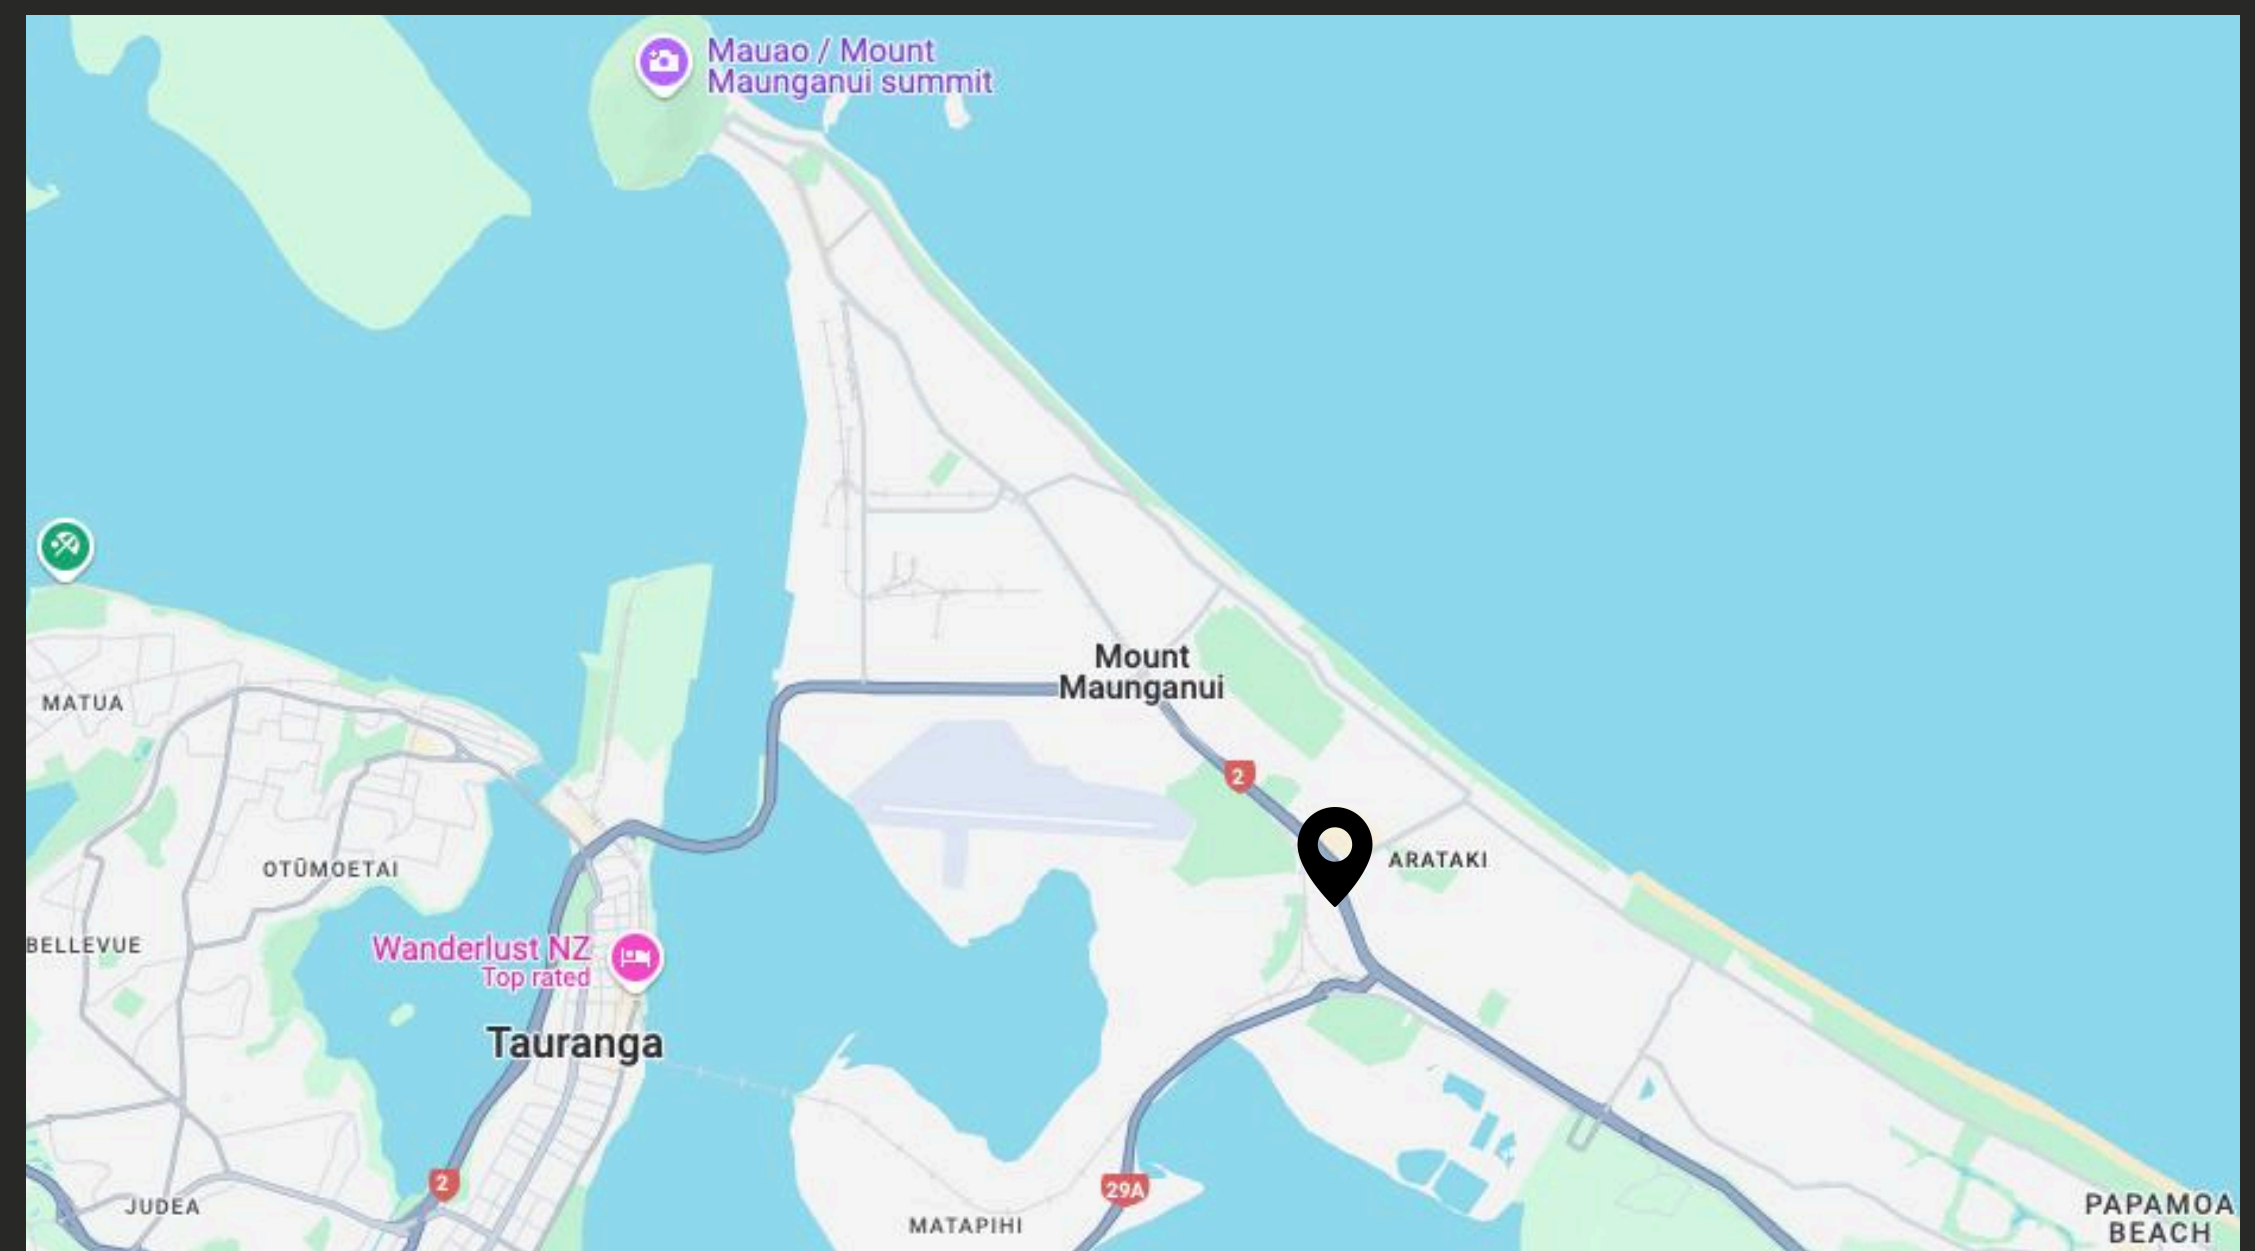 Mauao / Mount
Maunganui summit
Mount
Maunganui
MATUA
2
OTŪMOETAI
ARATAKI
BELLEVUE
Wanderlust NZ
Top rated
Tauranga
2
29A
JUDEA
MATAPIHI
PAPAMOA
BEACH